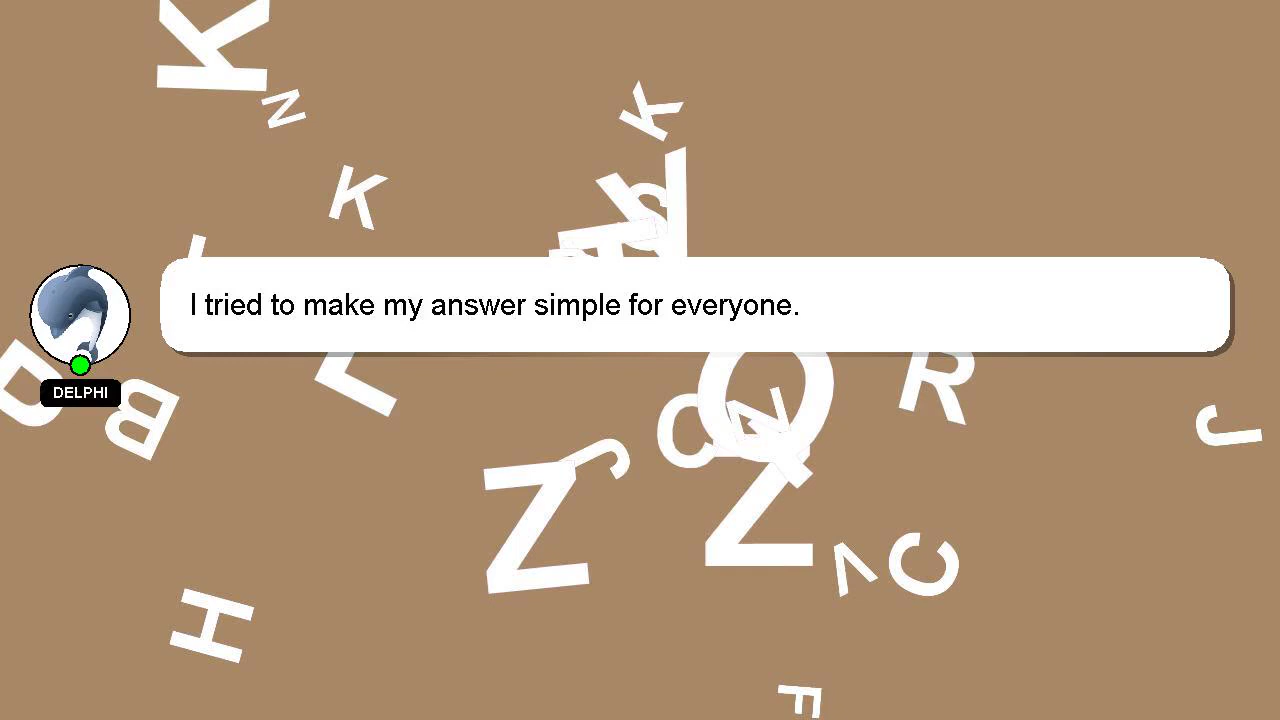 K
N
K
K
S
I tried to make my answer simple for everyone.
DELPHI
B
L
Q
R
C
N
J
J
Z
Z
V
C
H
F